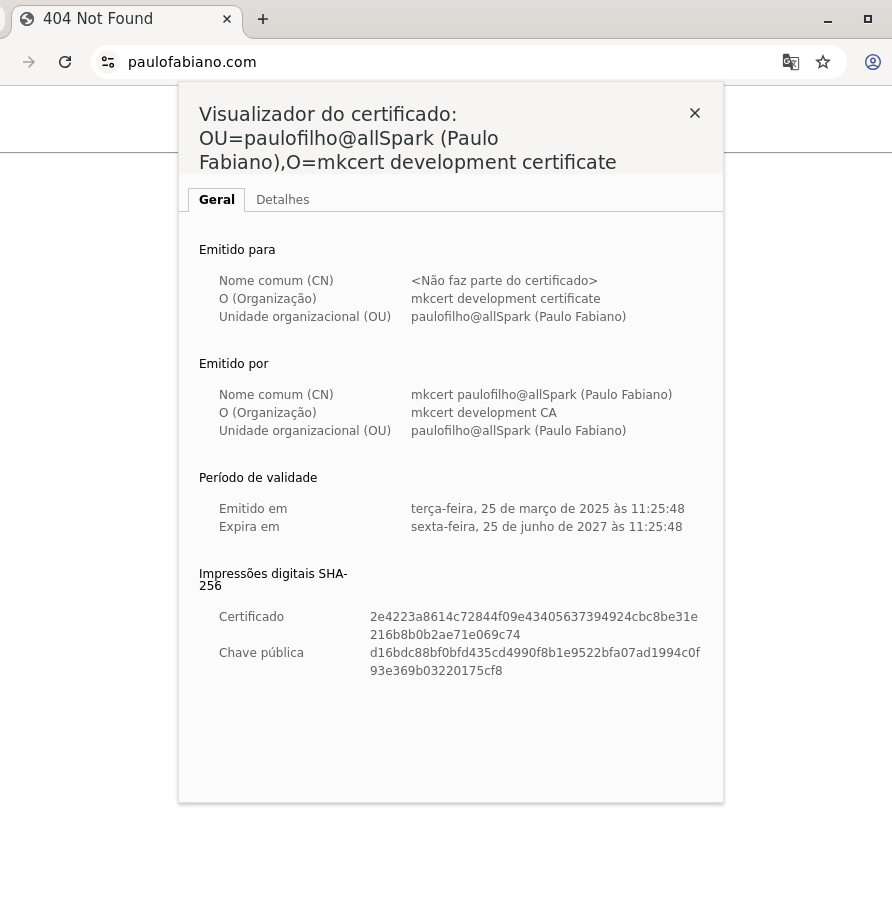 404 Not Found
paulofabiano.com
Visualizador do certificado:
OU=paulofilho@allSpark (Paulo
Fabiano),O=mkcert development certificate
Geral Detalhes
Emitido para
Nome comum (CN) <Não faz parte do certificado>
O (Organização) mkcert development certificate
Unidade organizacional (OU) paulofilho@allSpark (Paulo Fabiano)
Emitido por
Nome comum (CN) mkcert paulofilho@allSpark (Paulo Fabiano)
O (Organização) mkcert development CA
Unidade organizacional (OU) paulofilho@allSpark (Paulo Fabiano)
Período de validade
Emitido em terça-feira, 25 de março de 2025 às 11:25:48
Expira em sexta-feira, 25 de junho de 2027 às 11:25:48
Impressões digitais SHA-
256
Certificado 2e4223a8614c72844f09e43405637394924cbc8be31e
216b8b0b2ae71e069c74
Chave pública d16bdc88bf0bfd435cd4990f8b1e9522bfa07ad1994c0f
93e369b03220175cf8